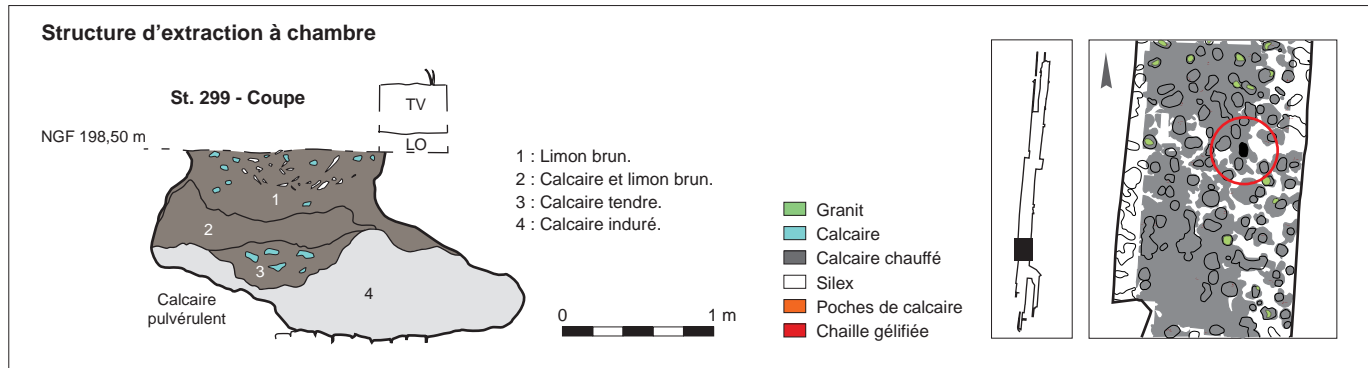 Structure d'extraction à chambre
St. 299 - Coupe
TV
NGF 198,50 m
LO
1 : Limon brun.
2 : Calcaire et limon brun.
3 : Calcaire tendre.
4 : Calcaire induré.
1
2
3
4
Calcaire
pulvérulent
0
1 m
Granit
Calcaire
Calcaire chauffé
Silex
Poches de calcaire
Chaille gélifiée